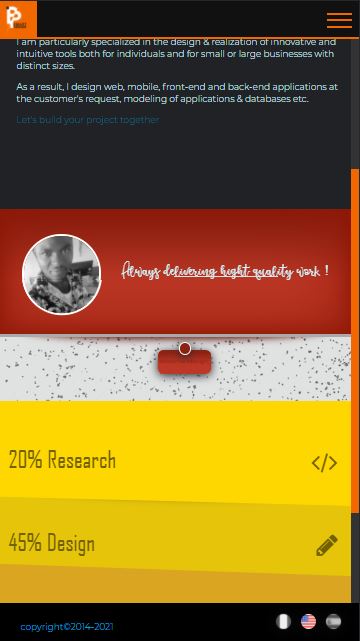 I am particularly specialized in the design & realization of innovative and
intuitive tools both for individuals and for small or large businesses with
distinct sizes.
As a result, I design web, mobile, front-end and back-end applications at
the customer's request, modeling of applications & databases etc.
Let's build your project together
Always delivering hight quality work !
20% Research
</>
45% Design
copyright©2014-2021